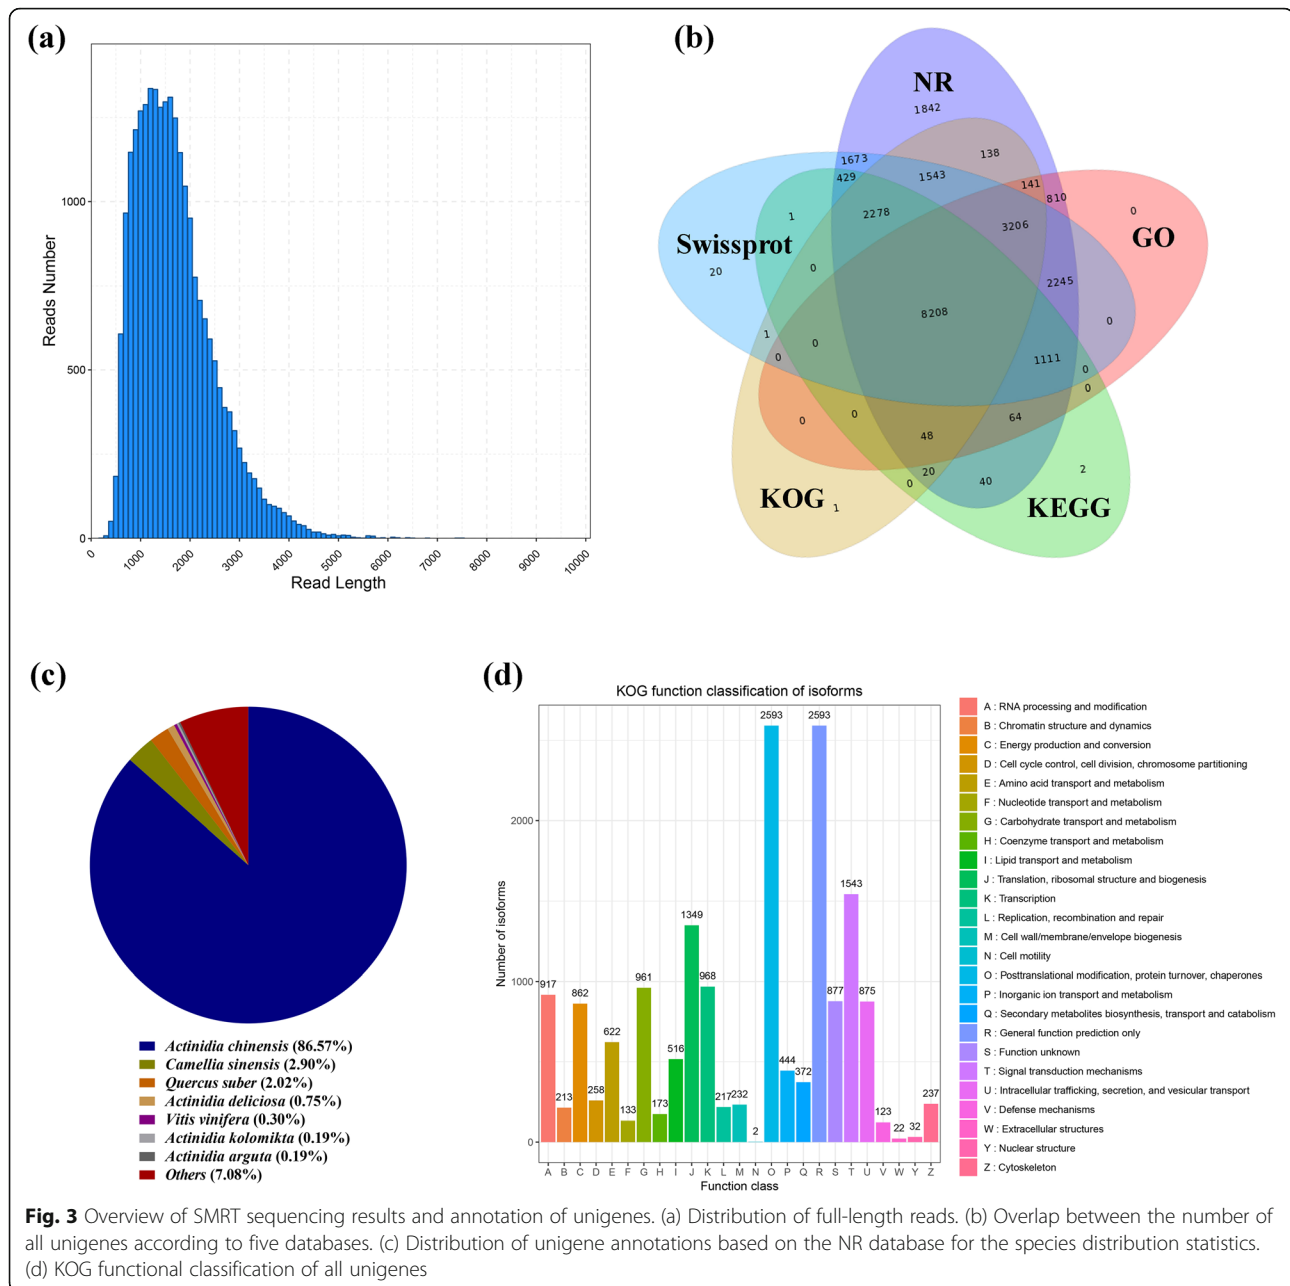 (a)
Reads Number
1000
500
0
0
1000
2000
3000
4000
5000
6000
7000
8000
9000
10000
Read Length
(b)
NR
1842
138
1673
429
1543
141
810
0
GO
1
2278
3206
Swissprot
20
0
2245
8208
0
1
0
0
1111
0
0
0
0
64
48
20
0
40
2
KOG
1
KEGG
(c)
Actinidia chinensis (86.57%)
Camellia sinensis (2.90%)
Quercus suber (2.02%)
Actinidia deliciosa (0.75%)
Vitis vinifera (0.30%)
Actinidia kolomikta (0.19%)
Actinidia arguta (0.19%)
Others (7.08%)
(d)
KOG function classification of isoforms
Number of isoforms
2000
1000
0
917
213
862
258
622
133
961
173
516
1349
968
217
232
2
2593
444
372
2593
877
1543
875
123
22
32
237
A B C D E F G H I J K L M N O P Q R S T U V W Y Z
Function class
A : RNA processing and modification
B : Chromatin structure and dynamics
C : Energy production and conversion
D : Cell cycle control, cell division, chromosome partitioning
E : Amino acid transport and metabolism
F : Nucleotide transport and metabolism
G : Carbohydrate transport and metabolism
H : Coenzyme transport and metabolism
I : Lipid transport and metabolism
J : Translation, ribosomal structure and biogenesis
K : Transcription
L : Replication, recombination and repair
M : Cell wall/membrane/envelope biogenesis
N : Cell motility
O : Posttranslational modification, protein turnover, chaperones
P : Inorganic ion transport and metabolism
Q : Secondary metabolites biosynthesis, transport and catabolism
R : General function prediction only
S : Function unknown
T : Signal transduction mechanisms
U : Intracellular trafficking, secretion, and vesicular transport
V : Defense mechanisms
W : Extracellular structures
Y : Nuclear structure
Z : Cytoskeleton
Fig. 3 Overview of SMRT sequencing results and annotation of unigenes. (a) Distribution of full-length reads. (b) Overlap between the number of
all unigenes according to five databases. (c) Distribution of unigene annotations based on the NR database for the species distribution statistics.
(d) KOG functional classification of all unigenes